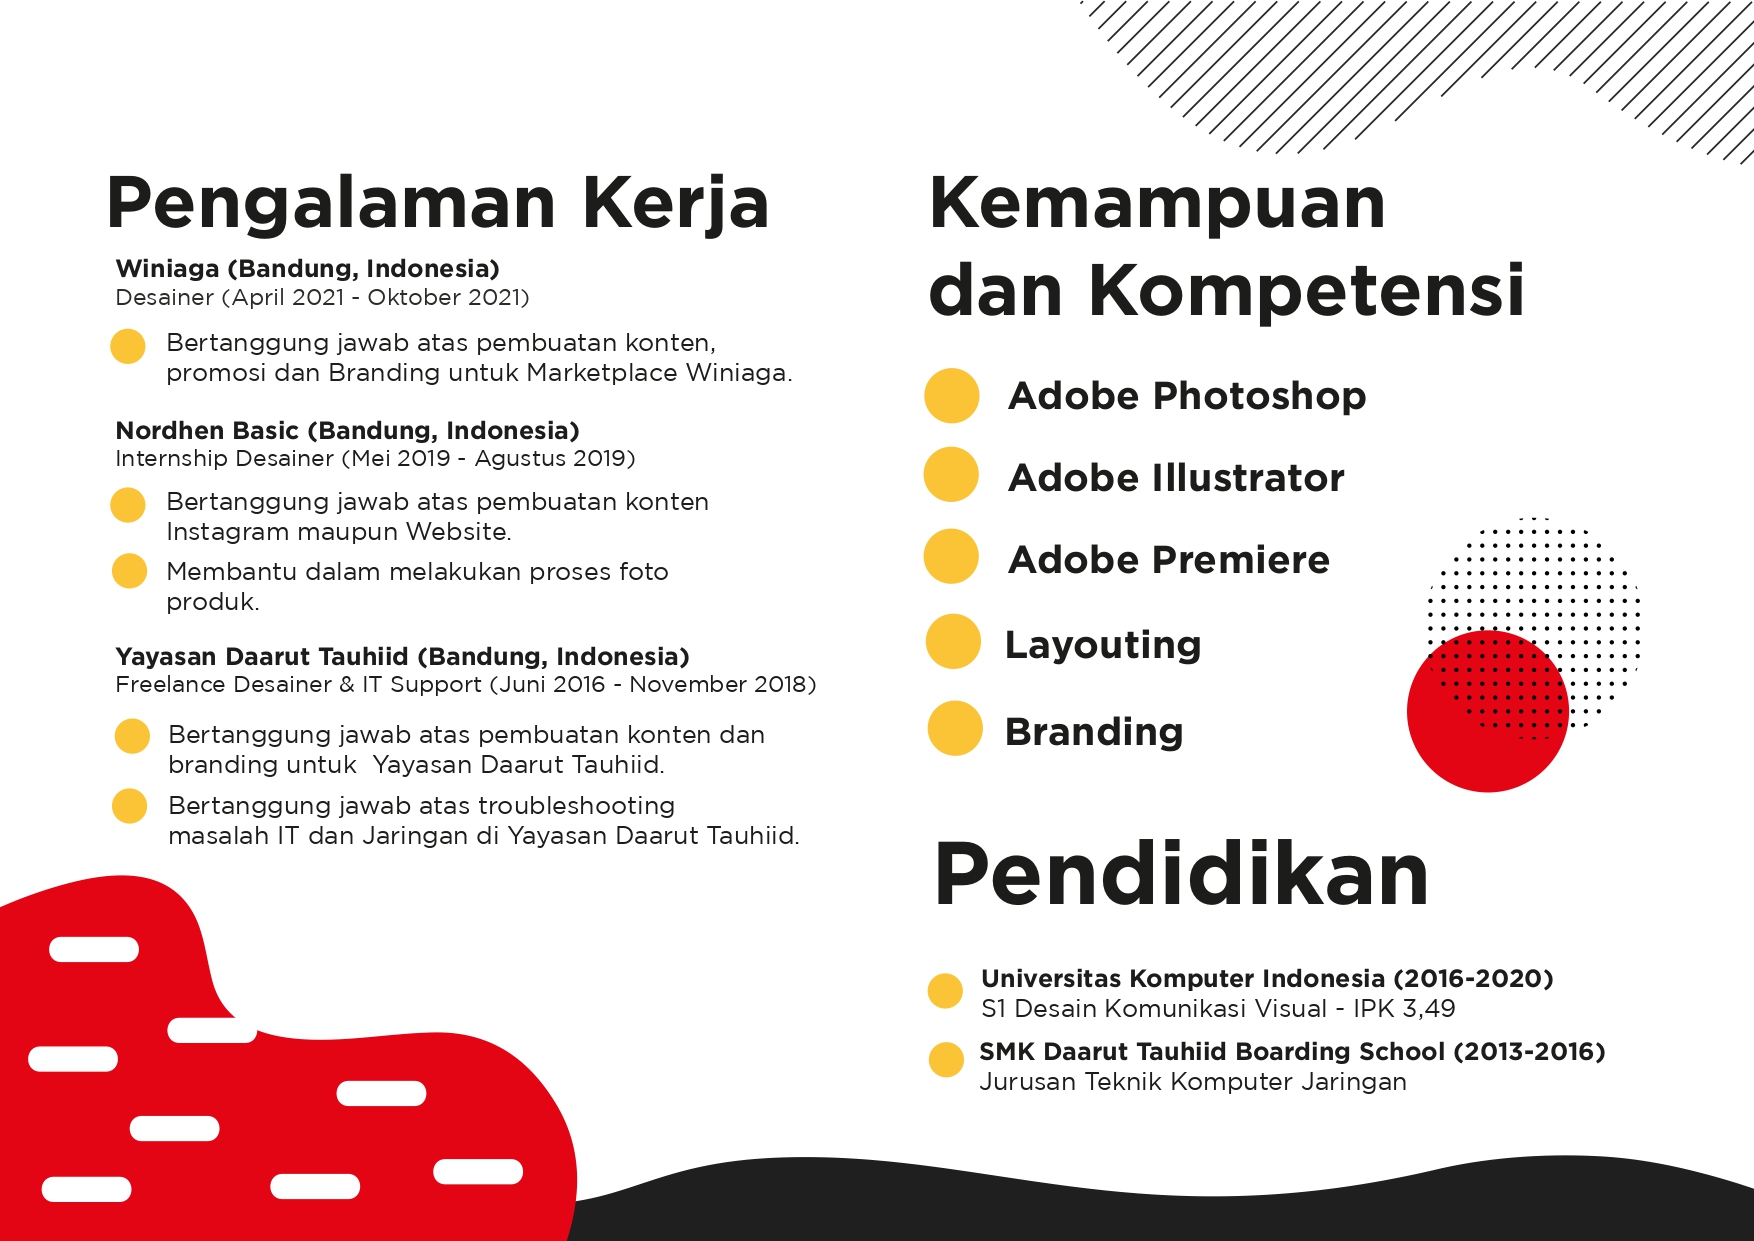 Pengalaman Kerja
Winiaga (Bandung, Indonesia)
Desainer (April 2021 - Oktober 2021)
Bertanggung jawab atas pembuatan konten,
promosi dan Branding untuk Marketplace Winiaga.
Nordhen Basic (Bandung, Indonesia)
Internship Desainer (Mei 2019 - Agustus 2019)
Bertanggung jawab atas pembuatan konten
Instagram maupun Website.
Membantu dalam melakukan proses foto
produk.
Yayasan Daarut Tauhiid (Bandung, Indonesia)
Freelance Desainer & IT Support (Juni 2016 - November 2018)
Bertanggung jawab atas pembuatan konten dan
branding untuk  Yayasan Daarut Tauhiid.
Bertanggung jawab atas troubleshooting
masalah IT dan Jaringan di Yayasan Daarut Tauhiid.
Kemampuan
dan Kompetensi
Adobe Photoshop
Adobe Illustrator
Adobe Premiere
Layouting
Branding
Pendidikan
Universitas Komputer Indonesia (2016-2020)
S1 Desain Komunikasi Visual - IPK 3,49
SMK Daarut Tauhiid Boarding School (2013-2016)
Jurusan Teknik Komputer Jaringan